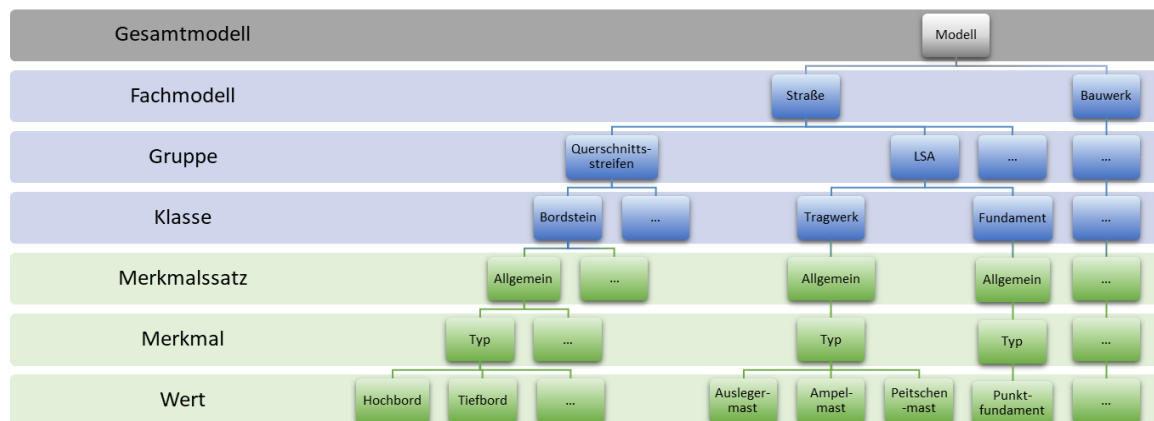 Gesamtmodell
Modell
Fachmodell
Straße
Bauwerk
Gruppe
Querschnitts-
streifen
LSA
...
...
Klasse
Bordstein
...
Tragwerk
Fundament
...
Merkmalssatz
Allgemein
...
Allgemein
Allgemein
...
Merkmal
Typ
...
Typ
Typ
...
Wert
Hochbord
Tiefbord
...
Ausleger-
mast
Ampel-
mast
Peitschen
-mast
Punkt-
fundament
...